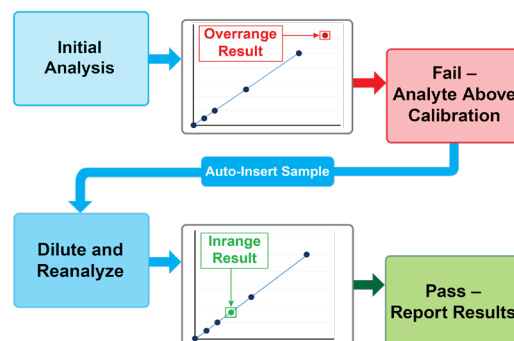 Initial
Analysis
Overrange
Result
Fail –
Analyte Above
Calibration
Auto-Insert Sample
Dilute and
Reanalyze
Inrange
Result
Pass –
Report Results